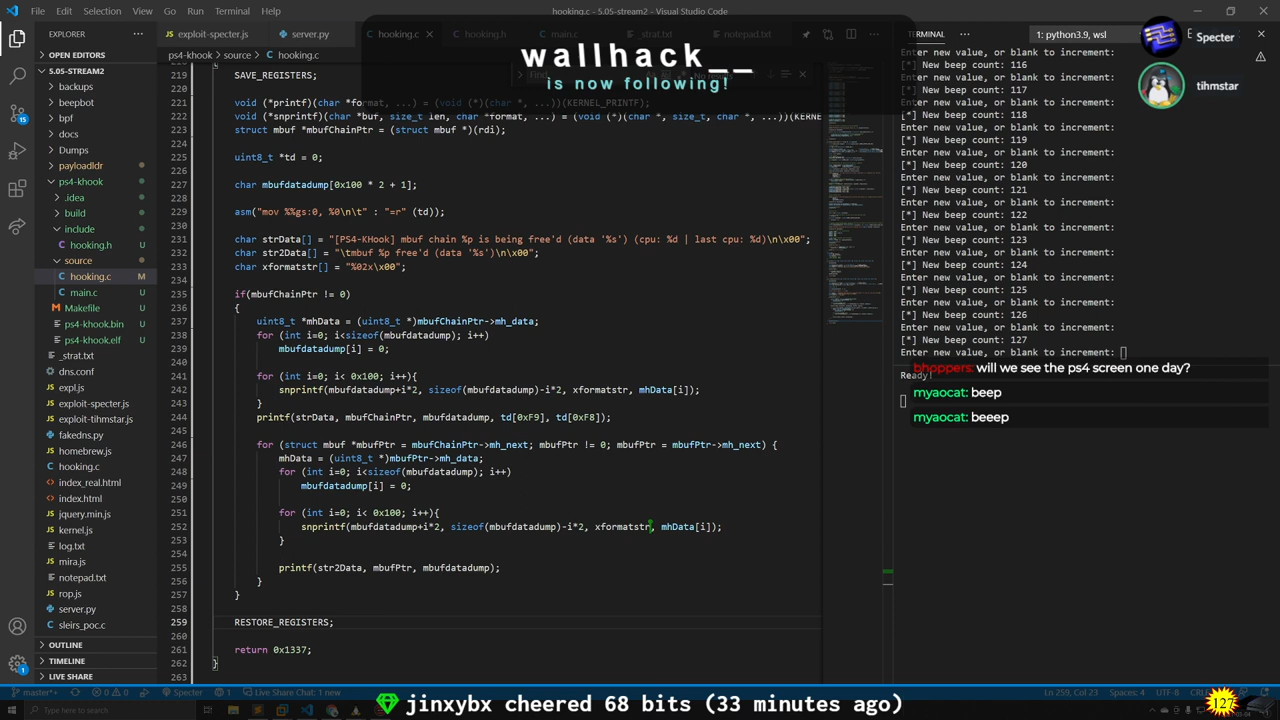 File Edit Selection View Go Run Terminal Help
hooking.c - 5.05-stream2 - Visual Studio Code
EXPLORER
OPEN EDITORS
5.05-STREAM2
backups
beepbot
bpf
docs
Dumps
payloadldr
ps4-khook
.idea
build
include
hooking.h U
source
hooking.c M
main.c U
Makefile U
ps4-khook.bin U
ps4-khook.elf U
_strat.txt
dns.conf
expl.js
exploit-specter.js
exploit-tihmstar.js
fakedns.py
homebrew.js
hooking.c
index_real.html
index.html
jquery.min.js
kernel.js
log.txt
mira.js
notepad.txt
rop.js
server.py
sleirs_poc.c
OUTLINE
TIMELINE
LIVE SHARE
exploit-specter.js server.py hooking.c hooking.h main.c _strat.txt notepad.txt
ps4-khook > source > hooking.c
wallhack__
is now following!
Find
219 SAVE_REGISTERS;
220
221 void (*printf)(char *format, ...) = (void (*)(char *, ...))(KERNEL_PRINTF);
222 void (*snprintf)(char *buf, size_t len, char *format, ...) = (void (*)(char *, size_t, char *, ...))(KERNE
223 struct mbuf *mbufChainPtr = (struct mbuf *)(rdi);
224
225 uint8_t *td = 0;
226
227 char mbufdatadump[0x100 * 2 + 1];
228
229 asm("mov %%gs:0, %0\n\t" : "=r" (td));
230
231 char strData[] = "[PS4-KHook] mbuf chain %p is being free'd (data '%s') (cpu: %d | last cpu: %d)\n\x00";
232 char str2Data[] = "\tmbuf %p free'd (data '%s')\n\x00";
233 char xformatstr[] = "%02x\x00";
234
235 if(mbufChainPtr != 0)
236 {
237 uint8_t *mhData = (uint8_t *)mbufChainPtr->mh_data;
238 for (int i=0; i<sizeof(mbufdatadump); i++)
239 mbufdatadump[i] = 0;
240
241 for (int i=0; i< 0x100; i++){
242 snprintf(mbufdatadump+i*2, sizeof(mbufdatadump)-i*2, xformatstr, mhData[i]);
243 }
244 printf(strData, mbufChainPtr, mbufdatadump, td[0xF9], td[0xF8]);
245
246 for (struct mbuf *mbufPtr = mbufChainPtr->mh_next; mbufPtr != 0; mbufPtr = mbufPtr->mh_next) {
247 mhData = (uint8_t *)mbufPtr->mh_data;
248 for (int i=0; i<sizeof(mbufdatadump); i++)
249 mbufdatadump[i] = 0;
250
251 for (int i=0; i< 0x100; i++){
252 snprintf(mbufdatadump+i*2, sizeof(mbufdatadump)-i*2, xformatstr, mhData[i]);
253 }
254
255 printf(str2Data, mbufPtr, mbufdatadump);
256 }
257 }
258
259 RESTORE_REGISTERS;
260
261 return 0x1337;
262 }
TERMINAL
1: python3.9, wsl
Specter
tihmstar
Enter new value, or blank to increment:
[*] New beep count: 116
Enter new value, or blank to increment:
[*] New beep count: 117
Enter new value, or blank to increment:
[*] New beep count: 118
Enter new value, or blank to increment:
[*] New beep count: 119
Enter new value, or blank to increment:
[*] New beep count: 120
Enter new value, or blank to increment:
[*] New beep count: 121
Enter new value, or blank to increment:
[*] New beep count: 122
Enter new value, or blank to increment:
[*] New beep count: 123
Enter new value, or blank to increment:
[*] New beep count: 124
Enter new value, or blank to increment:
[*] New beep count: 125
Enter new value, or blank to increment:
[*] New beep count: 126
Enter new value, or blank to increment:
[*] New beep count: 127
Enter new value, or blank to increment:
Ready!
bhoppers: will we see the ps4 screen one day?
myaocat: beep
myaocat: beeep
15
1
master*+ 0 0 Specter 1 Live Share Chat: 1 new
Ln 259, Col 23 Spaces: 4 UTF-8
jinxybx cheered 68 bits (33 minutes ago)
127
Type here to search